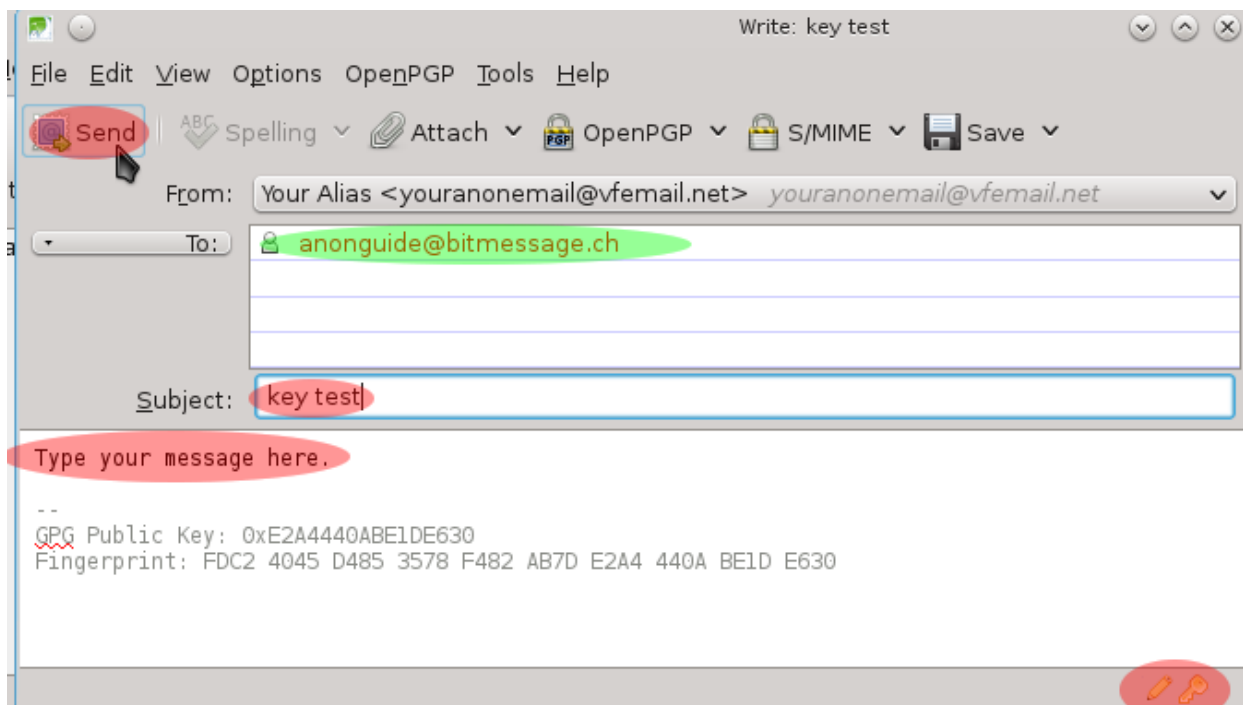 Write: key test
File Edit View Options OpenPGP Tools Help
Send ABC Spelling Attach PGP OpenPGP S/MIME Save
From: Your Alias <youranonemail@vfemail.net> youranonemail@vfemail.net
To: anonguide@bitmessage.ch
Subject: key test
Type your message here.
--
GPG Public Key: 0xE2A4440ABE1DE630
Fingerprint: FDC2 4045 D485 3578 F482 AB7D E2A4 440A BE1D E630